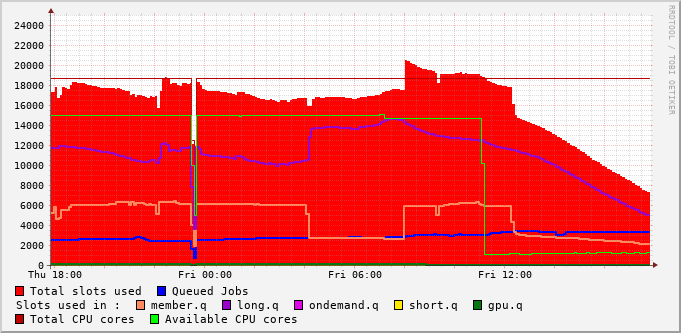 24000
22000
20000
18000
16000
14000
12000
10000
8000
6000
4000
2000
0
Thu 18:00 Fri 00:00 Fri 06:00 Fri 12:00
Total slots used Queued Jobs
Slots used in : member.q long.q ondemand.q short.q gpu.q
Total CPU cores Available CPU cores
RRDTOOL / TOBI OETIKER